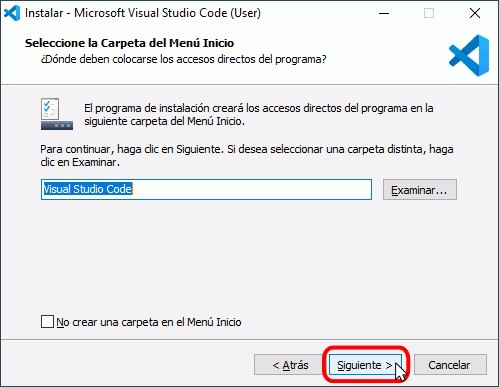 Instalar - Microsoft Visual Studio Code (User)
Seleccione la Carpeta del Menú Inicio
¿Dónde deben colocarse los accesos directos del programa?
El programa de instalación creará los accesos directos del programa en la
siguiente carpeta del Menú Inicio.
Para continuar, haga clic en Siguiente. Si desea seleccionar una carpeta distinta, haga
clic en Examinar.
Visual Studio Code
Examinar...
No crear una carpeta en el Menú Inicio
< Atrás
Siguiente >
Cancelar